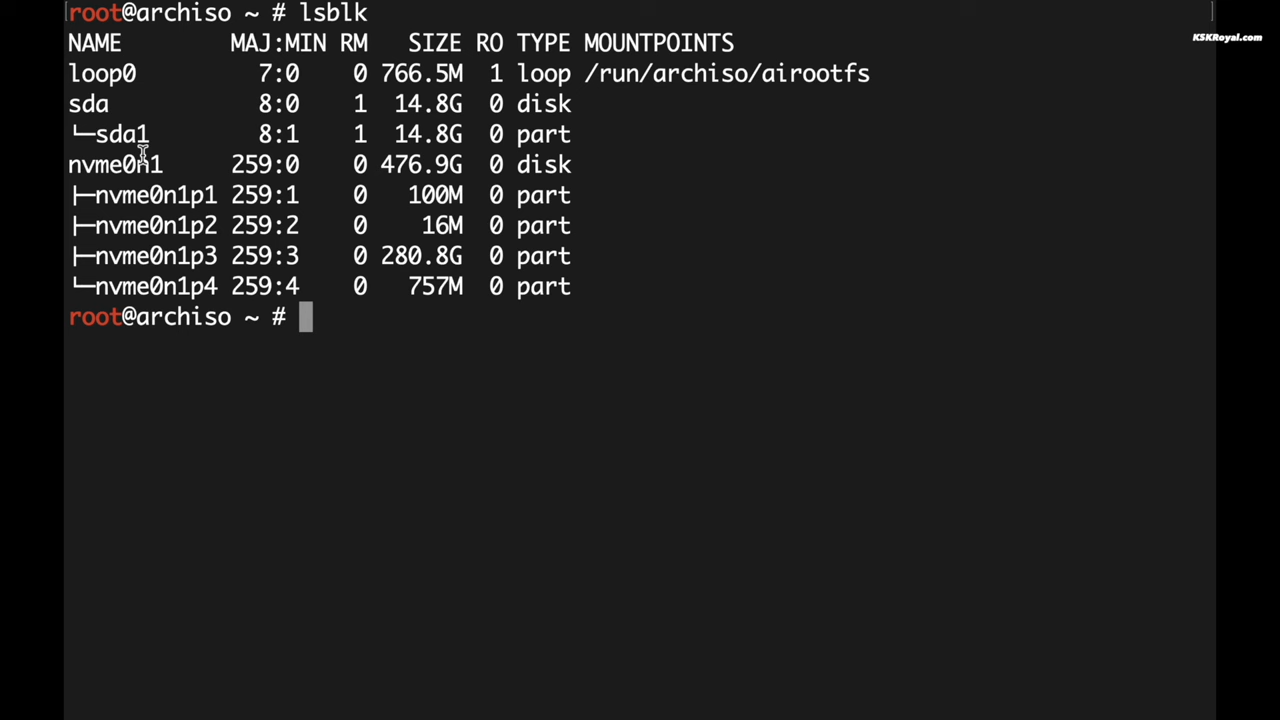 root@archiso ~ # lsblk
KSKRoyal.com
NAME        MAJ:MIN RM   SIZE RO TYPE MOUNTPOINTS
loop0         7:0    0 766.5M  1 loop /run/archiso/airootfs
sda           8:0    1  14.8G  0 disk
└─sda1        8:1    1  14.8G  0 part
nvme0n1     259:0    0 476.9G  0 disk
├─nvme0n1p1 259:1    0   100M  0 part
├─nvme0n1p2 259:2    0    16M  0 part
├─nvme0n1p3 259:3    0 280.8G  0 part
└─nvme0n1p4 259:4    0   757M  0 part
root@archiso ~ #